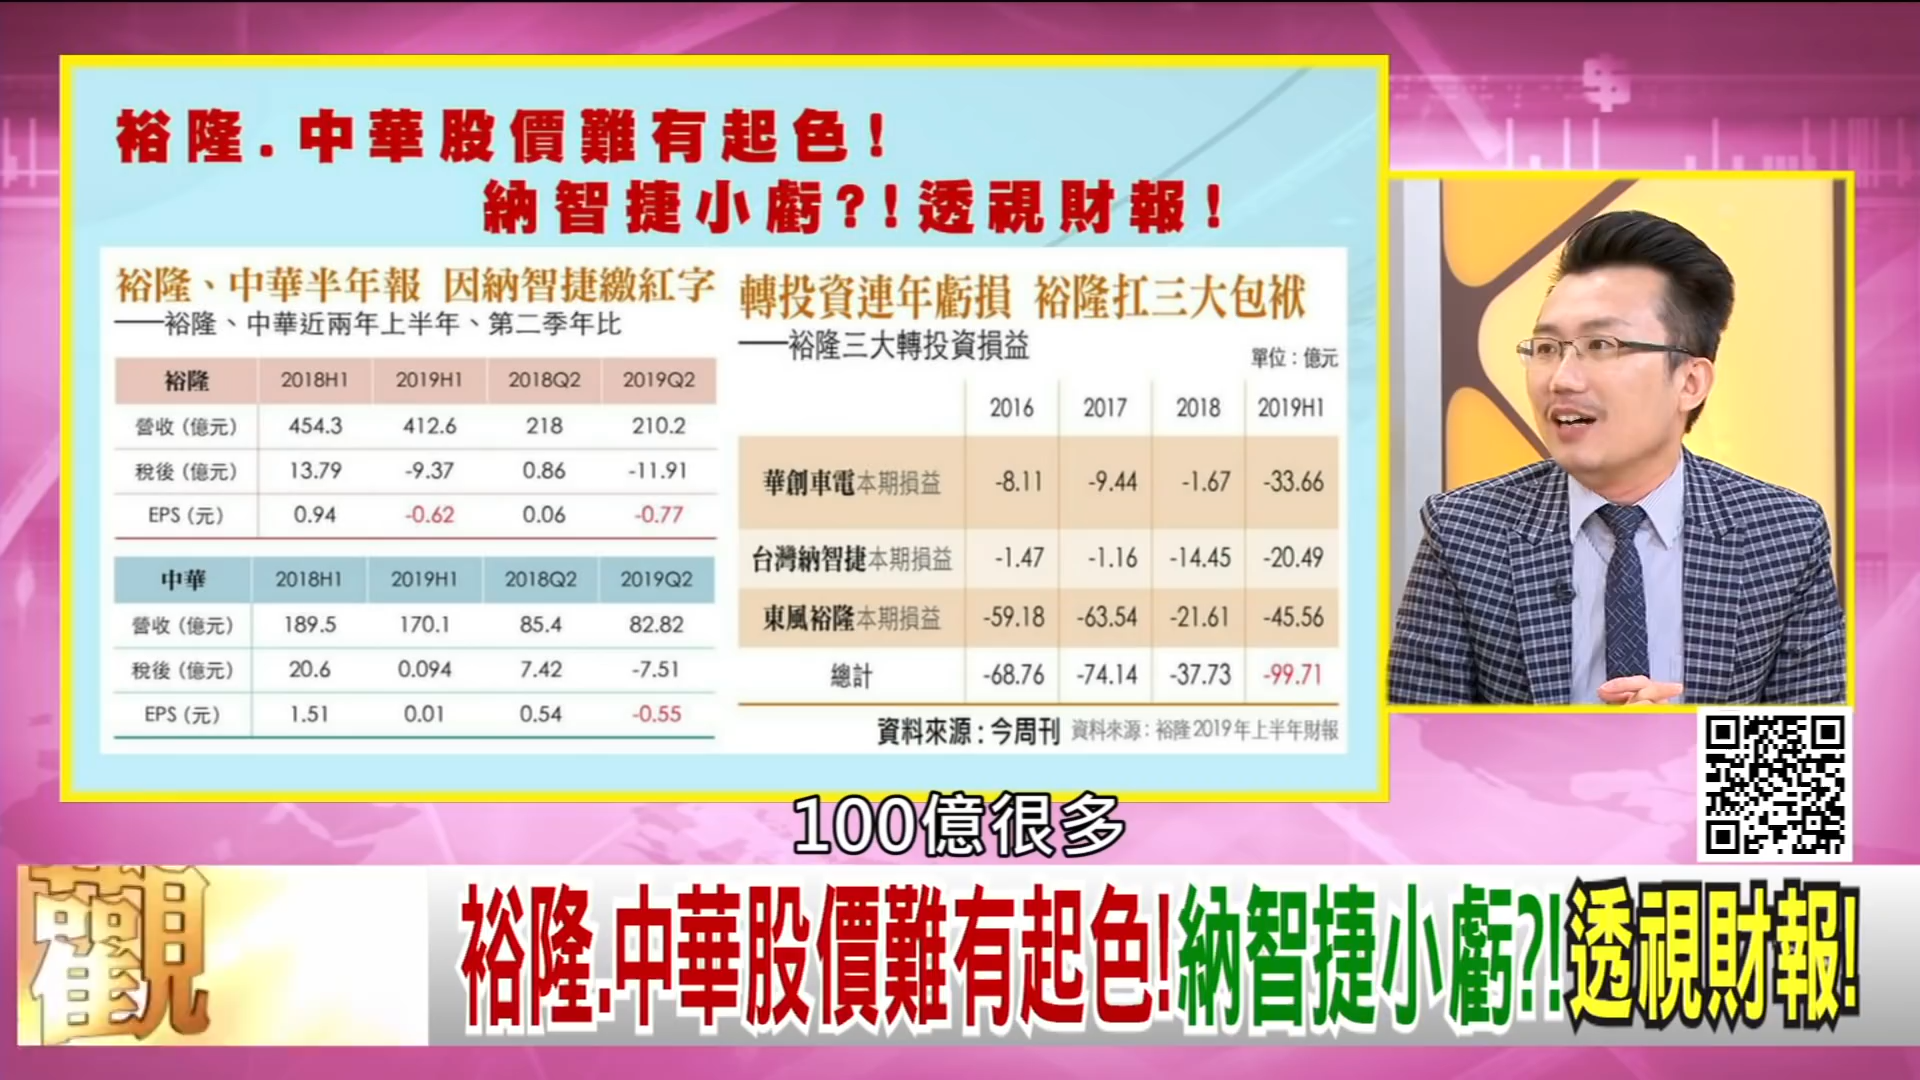 裕隆.中華股價難有起色!
納智捷小虧?!透視財報!
裕隆、中華半年報 因納智捷繳紅字
──裕隆、中華近兩年上半年、第二季年比
裕隆 2018H1 2019H1 2018Q2 2019Q2
營收(億元) 454.3 412.6 218 210.2
稅後(億元) 13.79 -9.37 0.86 -11.91
EPS(元) 0.94 -0.62 0.06 -0.77
中華 2018H1 2019H1 2018Q2 2019Q2
營收(億元) 189.5 170.1 85.4 82.82
稅後(億元) 20.6 0.094 7.42 -7.51
EPS(元) 1.51 0.01 0.54 -0.55
轉投資連年虧損 裕隆扛三大包袱
──裕隆三大轉投資損益
單位:億元
2016 2017 2018 2019H1
華創車電本期損益 -8.11 -9.44 -1.67 -33.66
台灣納智捷本期損益 -1.47 -1.16 -14.45 -20.49
東風裕隆本期損益 -59.18 -63.54 -21.61 -45.56
總計 -68.76 -74.14 -37.73 -99.71
資料來源:今周刊 資料來源:裕隆2019年上半年財報
100億很多
觀
裕隆.中華股價難有起色!納智捷小虧?!透視財報!